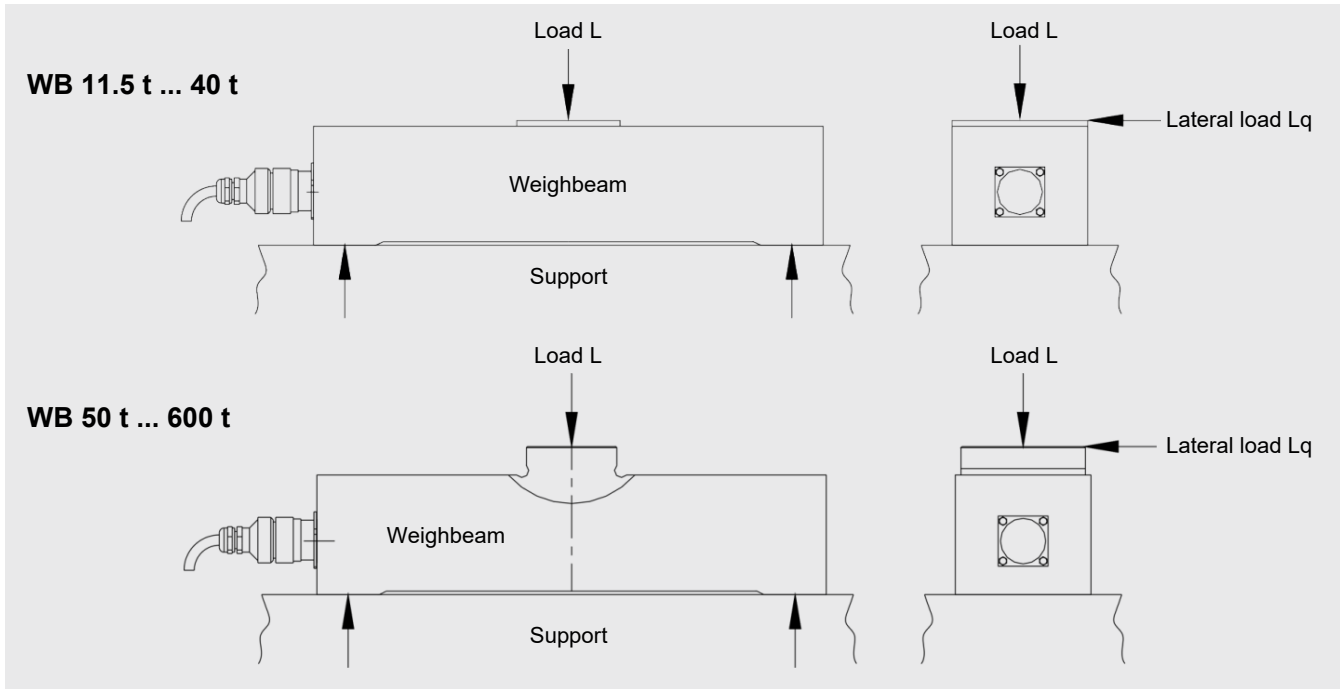 Load L
Load L
WB 11.5 t ... 40 t
Lateral load Lq
Weighbeam
Support
Load L
Load L
WB 50 t ... 600 t
Lateral load Lq
Weighbeam
Support